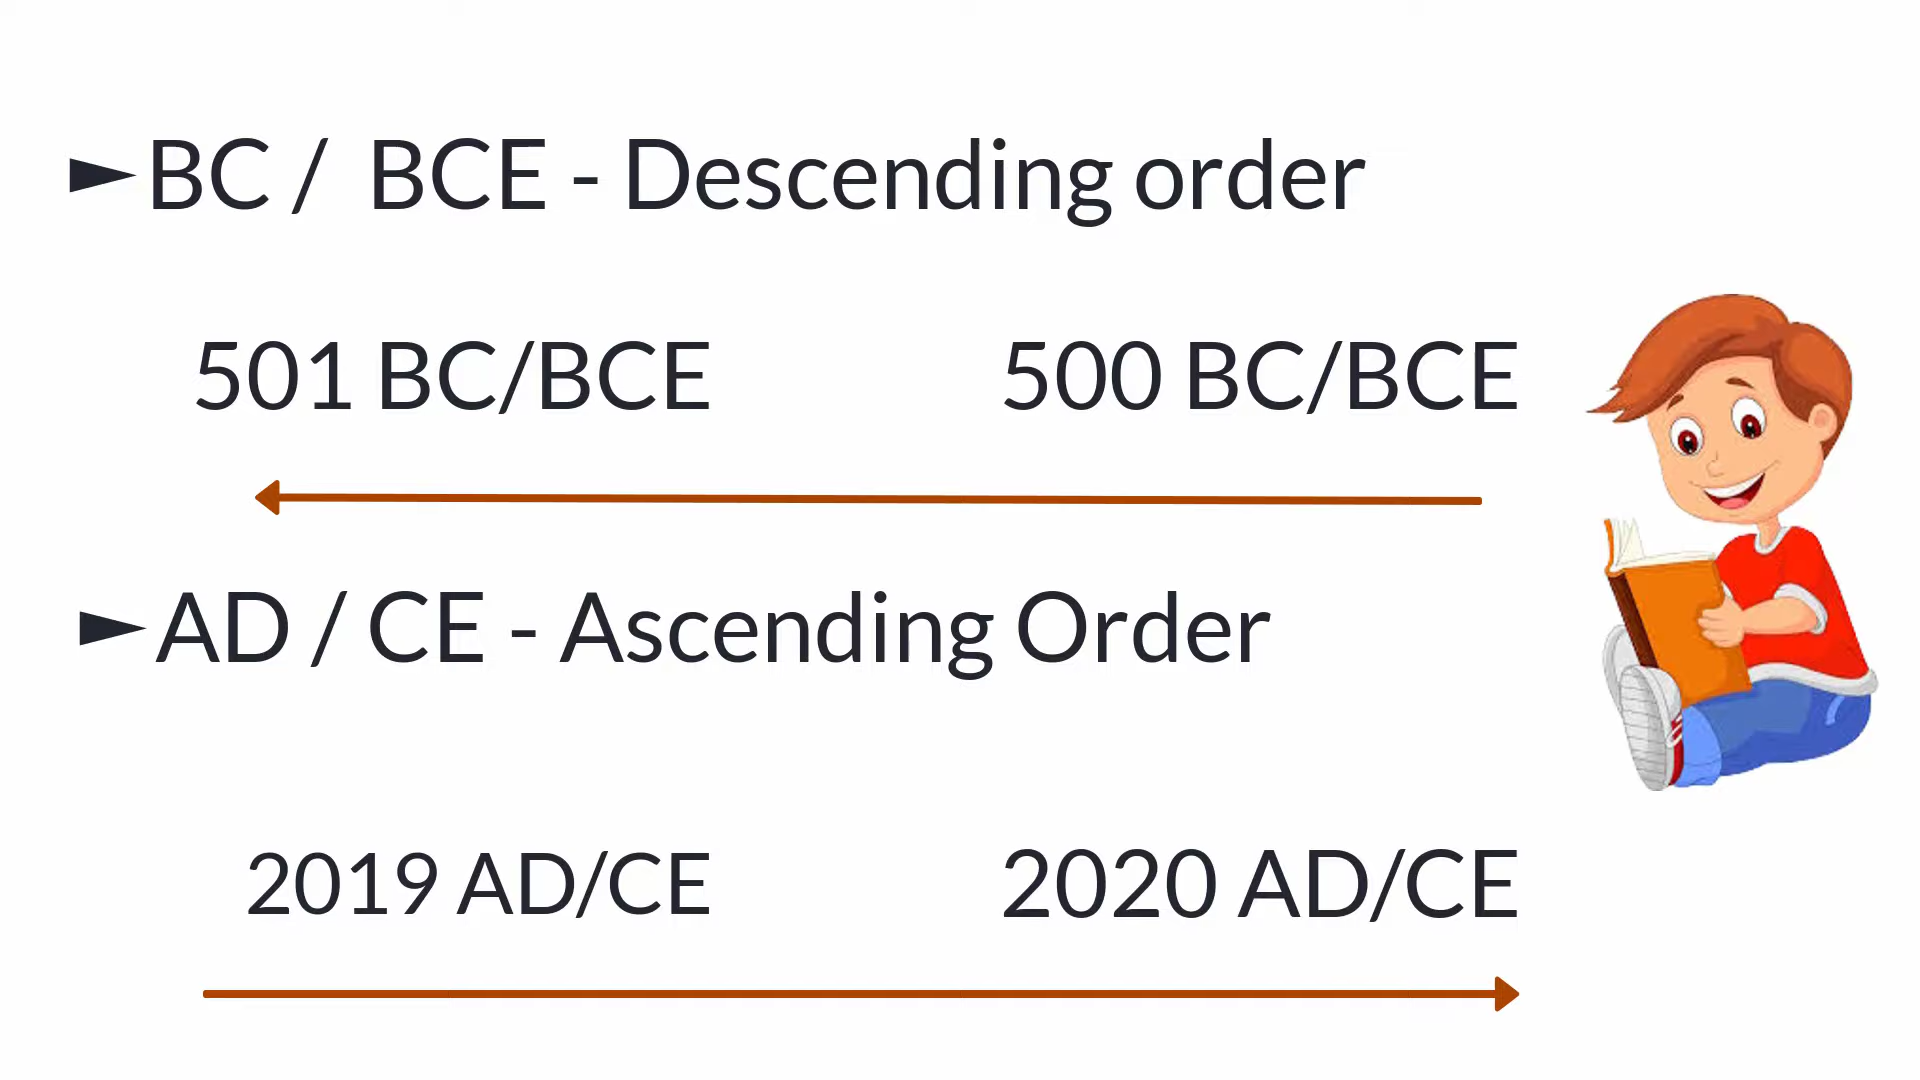 ►BC / BCE - Descending order
501 BC/BCE 500 BC/BCE
►AD / CE - Ascending Order
2019 AD/CE 2020 AD/CE